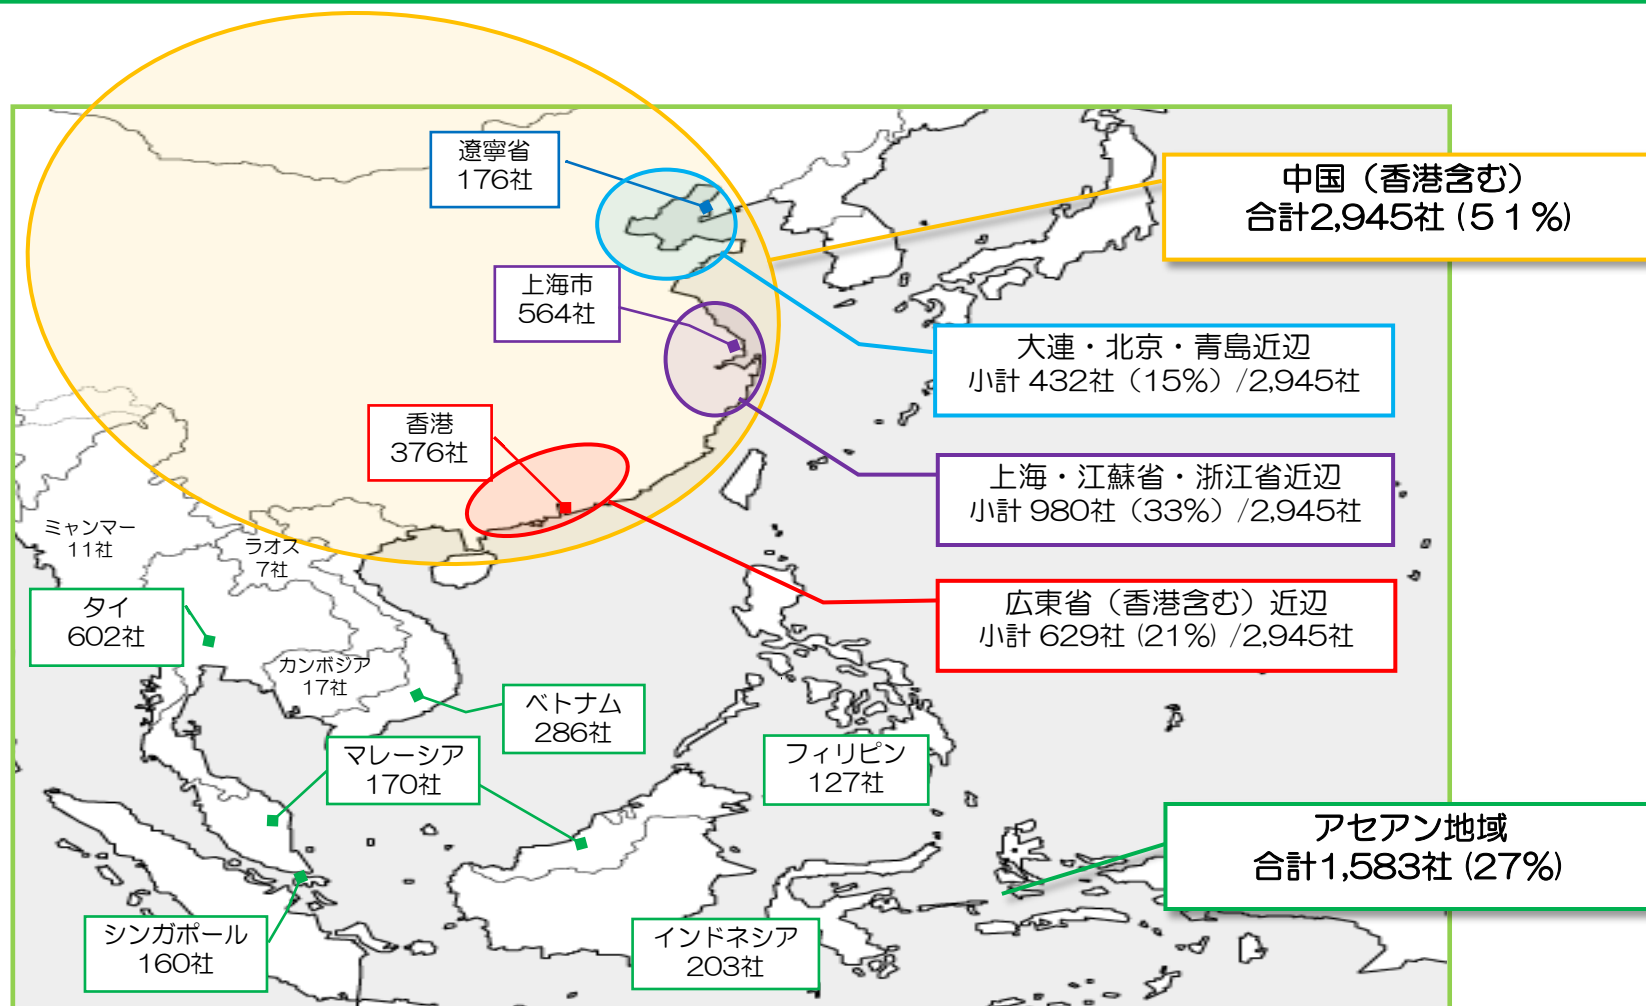 遼寧省
176社
中国（香港含む）
合計2,945社 (５１%)
上海市
564社
大連・北京・青島近辺
小計 432社（15%）/2,945社
香港
376社
上海・江蘇省・浙江省近辺
小計 980社（33%）/2,945社
ミャンマー
11社
ラオス
7社
タイ
602社
広東省（香港含む）近辺
小計 629社 (21%) /2,945社
カンボジア
17社
ベトナム
286社
マレーシア
170社
フィリピン
127社
アセアン地域
合計1,583社 (27%)
シンガポール
160社
インドネシア
203社